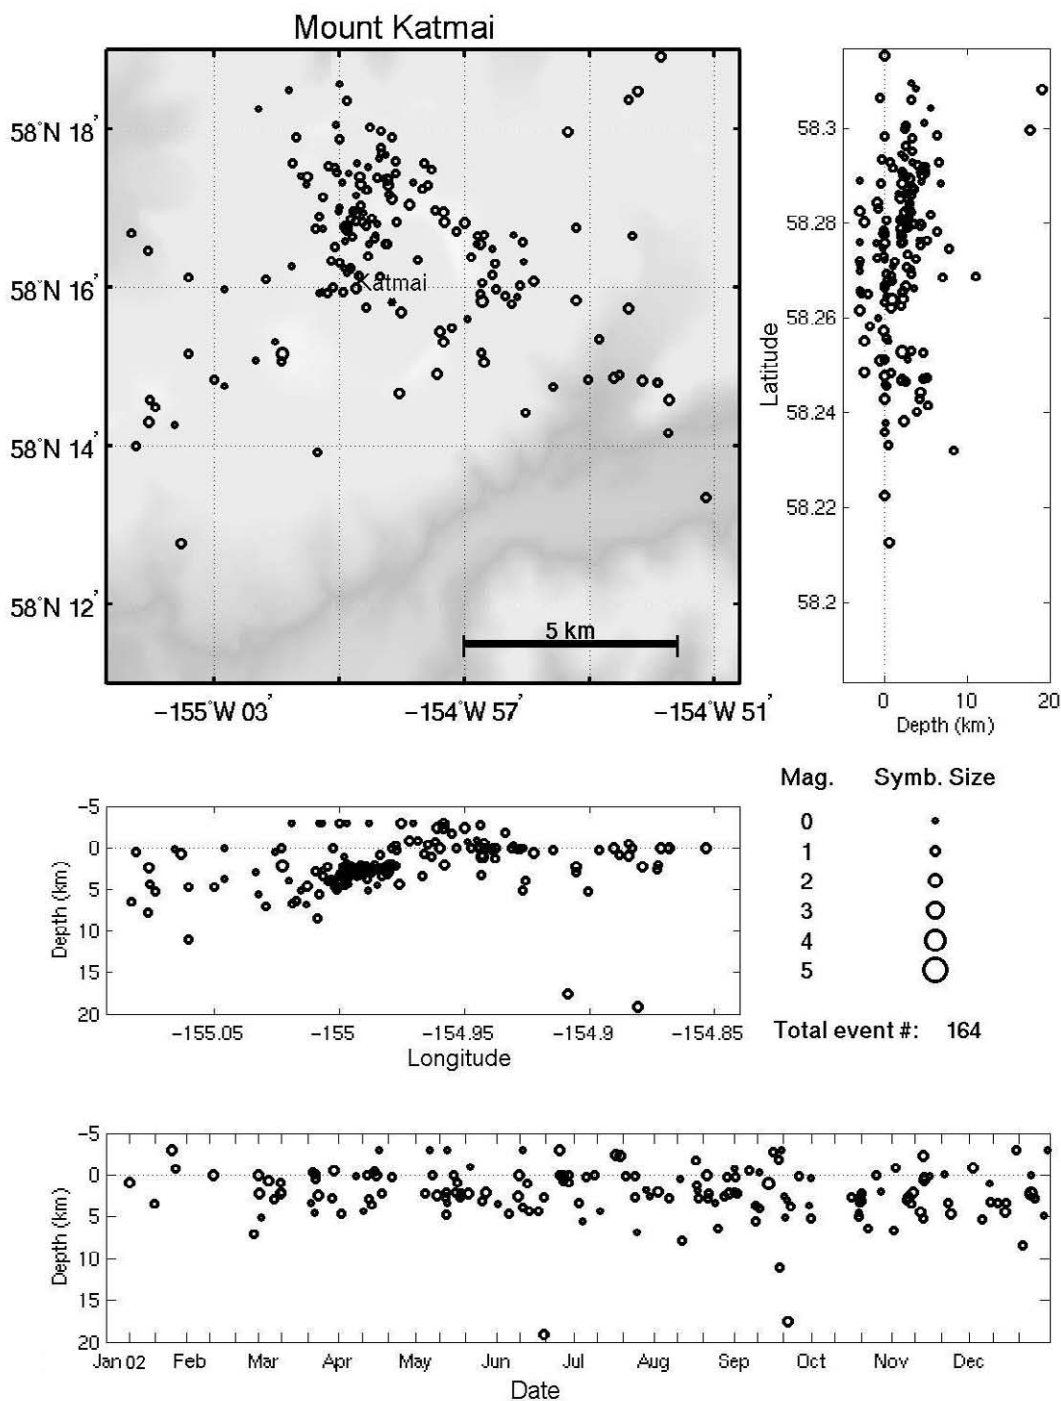 Mount Katmai
58°N 18'
58°N 16'
58°N 14'
58°N 12'
Katmai
5 km
−155°W 03'
−154°W 57'
−154°W 51'
58.3
58.28
58.26
58.24
58.22
58.2
Latitude
0
10
20
Depth (km)
−5
0
5
10
15
20
Depth (km)
−155.05
−155
−154.95
−154.9
−154.85
Longitude
Mag. Symb. Size
0
1
2
3
4
5
Total event #: 164
−5
0
5
10
15
20
Depth (km)
Jan 02 Feb Mar Apr May Jun Jul Aug Sep Oct Nov Dec
Date